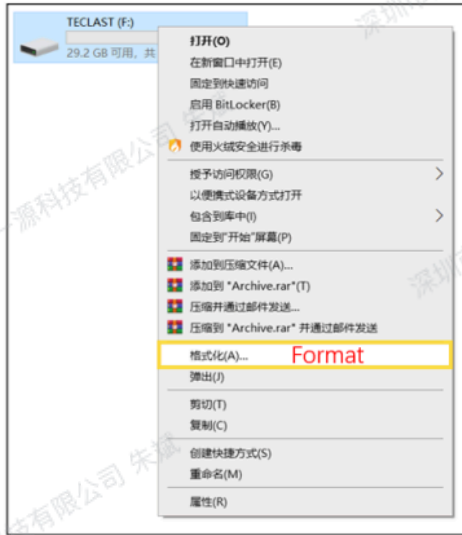 TECLAST (F:)
29.2 GB 可用，共
打开(O)
在新窗口中打开(E)
固定到快速访问
启用 BitLocker(B)
打开自动播放(Y)...
使用火绒安全进行杀毒
授予访问权限(G)
以便携式设备方式打开
包含到库中(I)
固定到"开始"屏幕(P)
添加到压缩文件(A)...
添加到 "Archive.rar"(T)
压缩并通过邮件发送...
压缩到 "Archive.rar" 并通过邮件发送
格式化(A)...
Format
弹出(J)
剪切(T)
复制(C)
创建快捷方式(S)
重命名(M)
属性(R)